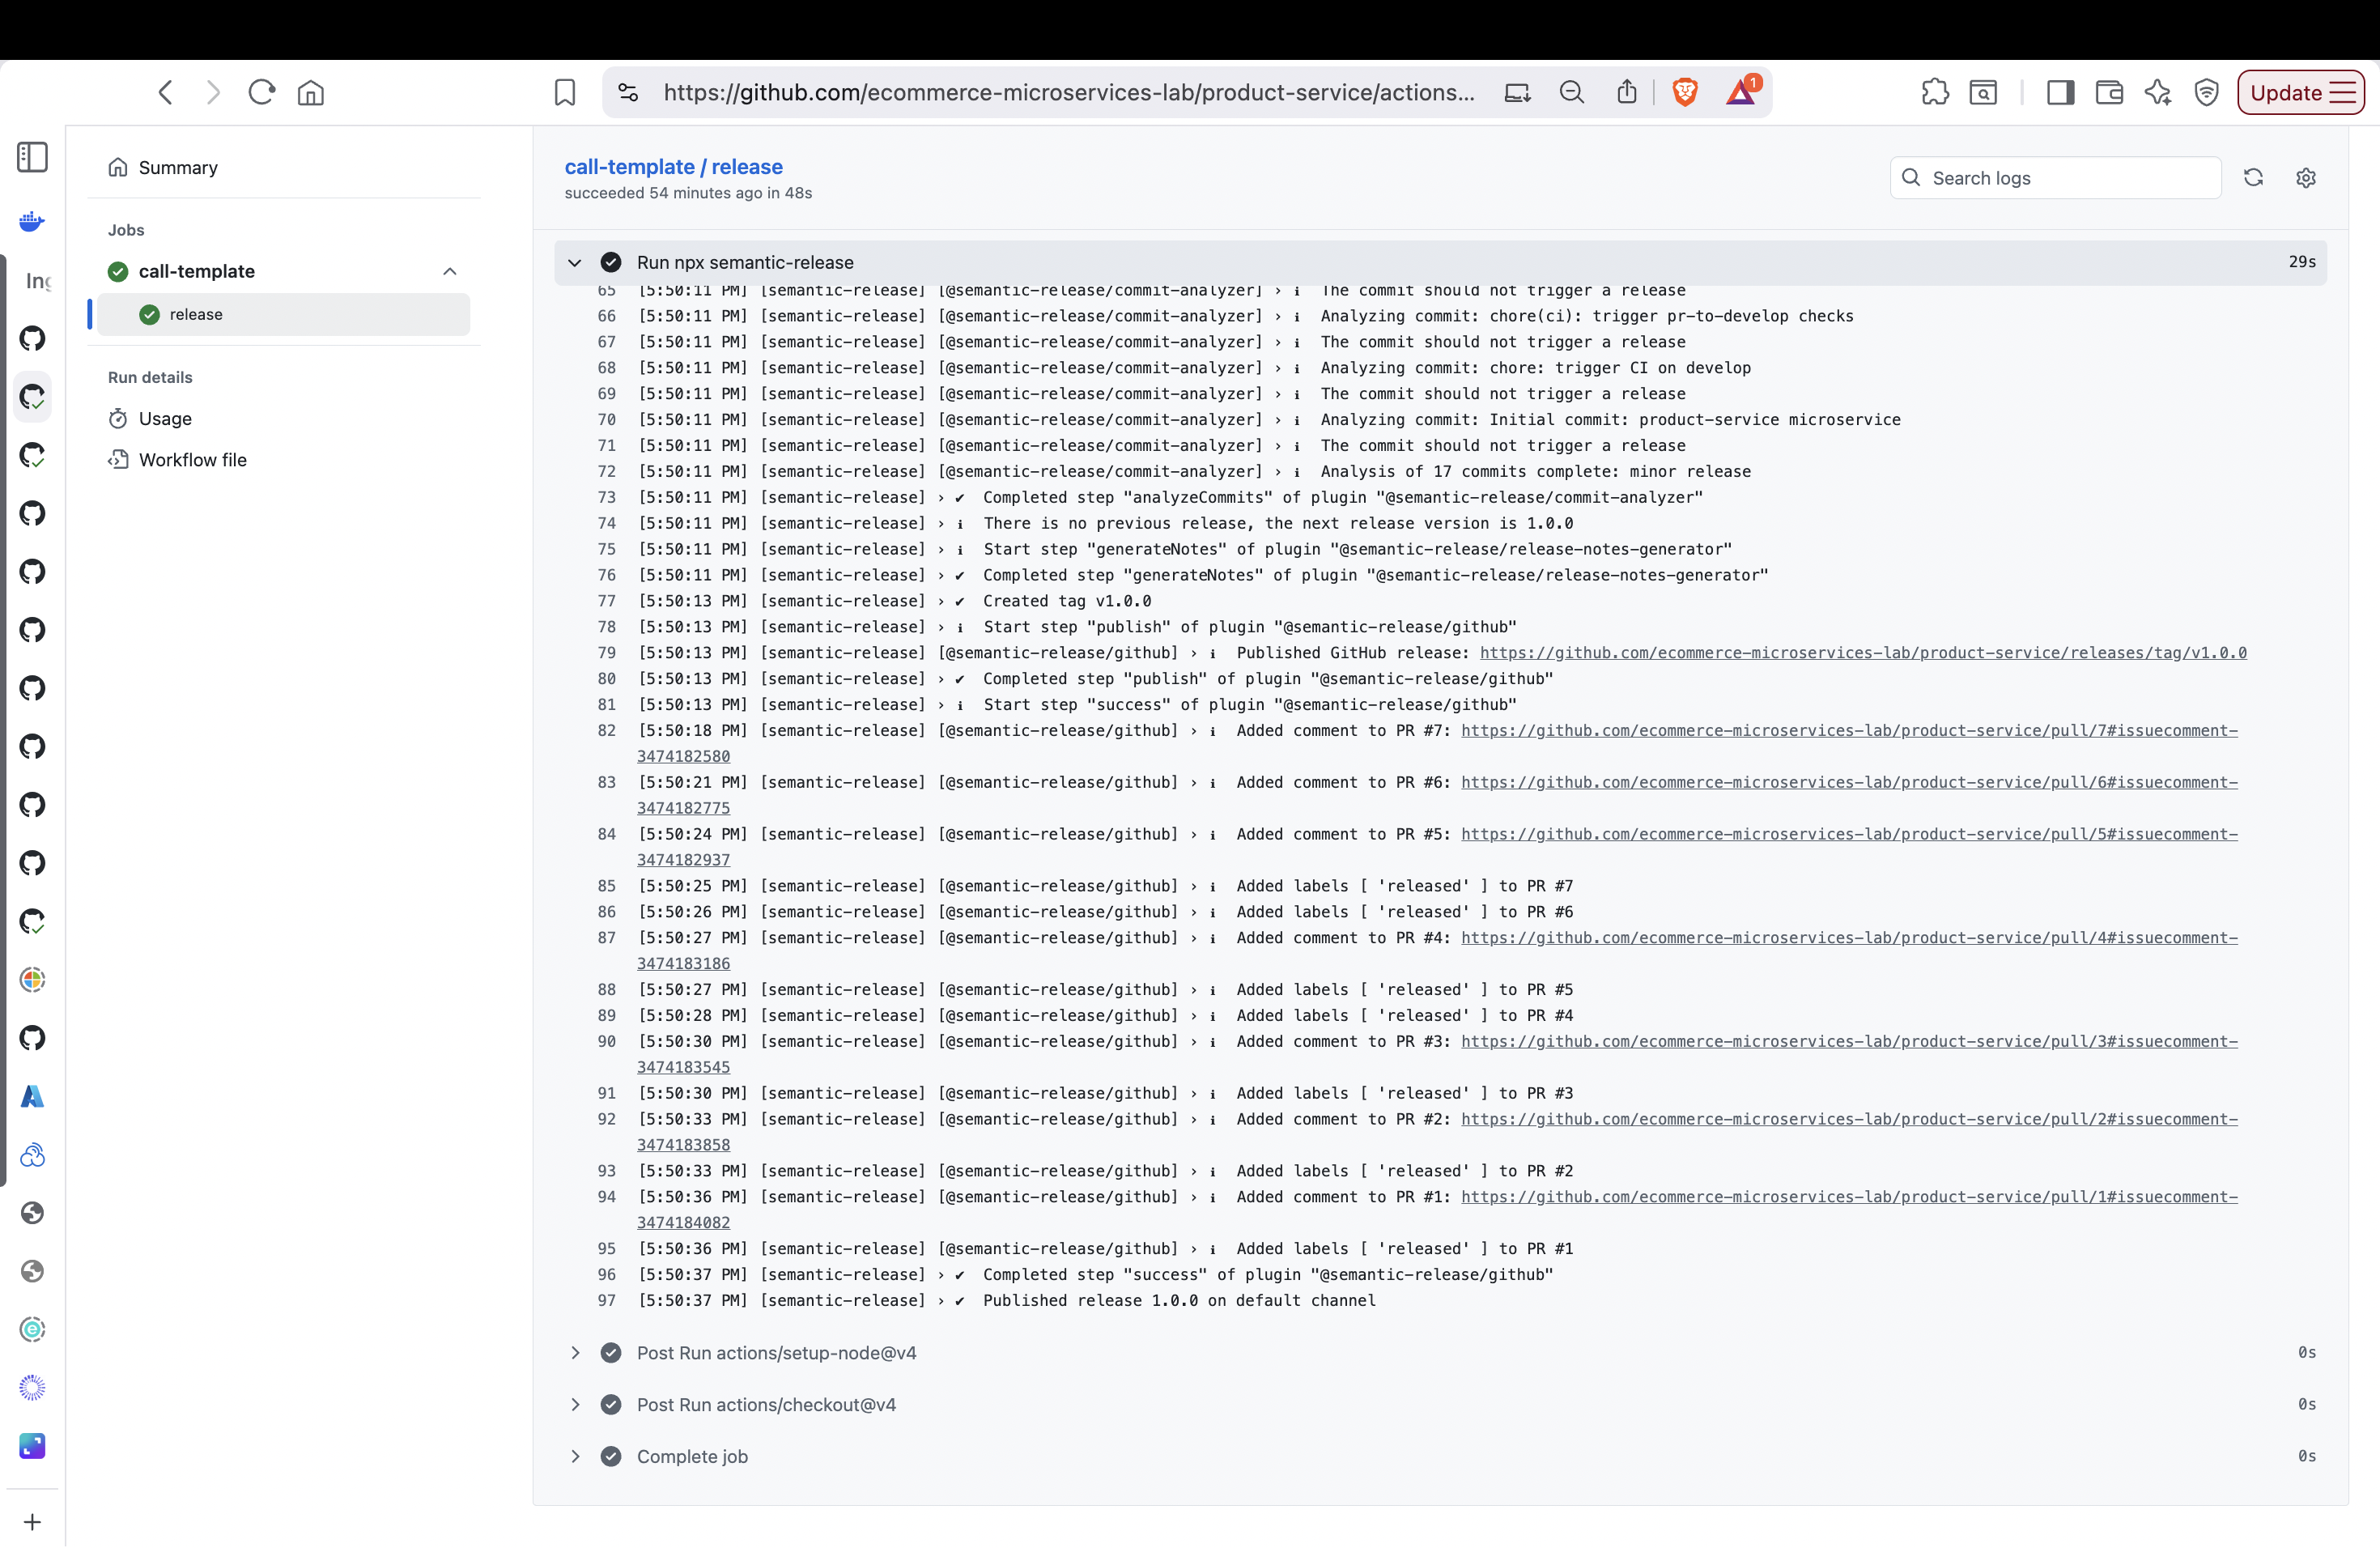 https://github.com/ecommerce-microservices-lab/product-service/actions...
1
Update
Summary
Jobs
call-template
release
Run details
Usage
Workflow file
call-template / release
succeeded 54 minutes ago in 48s
Search logs
Run npx semantic-release
29s
65 [5:50:11 PM] [semantic-release] [@semantic-release/commit-analyzer] › ℹ The commit should not trigger a release
66 [5:50:11 PM] [semantic-release] [@semantic-release/commit-analyzer] › ℹ Analyzing commit: chore(ci): trigger pr-to-develop checks
67 [5:50:11 PM] [semantic-release] [@semantic-release/commit-analyzer] › ℹ The commit should not trigger a release
68 [5:50:11 PM] [semantic-release] [@semantic-release/commit-analyzer] › ℹ Analyzing commit: chore: trigger CI on develop
69 [5:50:11 PM] [semantic-release] [@semantic-release/commit-analyzer] › ℹ The commit should not trigger a release
70 [5:50:11 PM] [semantic-release] [@semantic-release/commit-analyzer] › ℹ Analyzing commit: Initial commit: product-service microservice
71 [5:50:11 PM] [semantic-release] [@semantic-release/commit-analyzer] › ℹ The commit should not trigger a release
72 [5:50:11 PM] [semantic-release] [@semantic-release/commit-analyzer] › ℹ Analysis of 17 commits complete: minor release
73 [5:50:11 PM] [semantic-release] › ✔ Completed step "analyzeCommits" of plugin "@semantic-release/commit-analyzer"
74 [5:50:11 PM] [semantic-release] › ℹ There is no previous release, the next release version is 1.0.0
75 [5:50:11 PM] [semantic-release] › ℹ Start step "generateNotes" of plugin "@semantic-release/release-notes-generator"
76 [5:50:11 PM] [semantic-release] › ✔ Completed step "generateNotes" of plugin "@semantic-release/release-notes-generator"
77 [5:50:13 PM] [semantic-release] › ✔ Created tag v1.0.0
78 [5:50:13 PM] [semantic-release] › ℹ Start step "publish" of plugin "@semantic-release/github"
79 [5:50:13 PM] [semantic-release] [@semantic-release/github] › ℹ Published GitHub release: https://github.com/ecommerce-microservices-lab/product-service/releases/tag/v1.0.0
80 [5:50:13 PM] [semantic-release] › ✔ Completed step "publish" of plugin "@semantic-release/github"
81 [5:50:13 PM] [semantic-release] › ℹ Start step "success" of plugin "@semantic-release/github"
82 [5:50:18 PM] [semantic-release] [@semantic-release/github] › ℹ Added comment to PR #7: https://github.com/ecommerce-microservices-lab/product-service/pull/7#issuecomment-
3474182580
83 [5:50:21 PM] [semantic-release] [@semantic-release/github] › ℹ Added comment to PR #6: https://github.com/ecommerce-microservices-lab/product-service/pull/6#issuecomment-
3474182775
84 [5:50:24 PM] [semantic-release] [@semantic-release/github] › ℹ Added comment to PR #5: https://github.com/ecommerce-microservices-lab/product-service/pull/5#issuecomment-
3474182937
85 [5:50:25 PM] [semantic-release] [@semantic-release/github] › ℹ Added labels [ 'released' ] to PR #7
86 [5:50:26 PM] [semantic-release] [@semantic-release/github] › ℹ Added labels [ 'released' ] to PR #6
87 [5:50:27 PM] [semantic-release] [@semantic-release/github] › ℹ Added comment to PR #4: https://github.com/ecommerce-microservices-lab/product-service/pull/4#issuecomment-
3474183186
88 [5:50:27 PM] [semantic-release] [@semantic-release/github] › ℹ Added labels [ 'released' ] to PR #5
89 [5:50:28 PM] [semantic-release] [@semantic-release/github] › ℹ Added labels [ 'released' ] to PR #4
90 [5:50:30 PM] [semantic-release] [@semantic-release/github] › ℹ Added comment to PR #3: https://github.com/ecommerce-microservices-lab/product-service/pull/3#issuecomment-
3474183545
91 [5:50:30 PM] [semantic-release] [@semantic-release/github] › ℹ Added labels [ 'released' ] to PR #3
92 [5:50:33 PM] [semantic-release] [@semantic-release/github] › ℹ Added comment to PR #2: https://github.com/ecommerce-microservices-lab/product-service/pull/2#issuecomment-
3474183858
93 [5:50:33 PM] [semantic-release] [@semantic-release/github] › ℹ Added labels [ 'released' ] to PR #2
94 [5:50:36 PM] [semantic-release] [@semantic-release/github] › ℹ Added comment to PR #1: https://github.com/ecommerce-microservices-lab/product-service/pull/1#issuecomment-
3474184082
95 [5:50:36 PM] [semantic-release] [@semantic-release/github] › ℹ Added labels [ 'released' ] to PR #1
96 [5:50:37 PM] [semantic-release] › ✔ Completed step "success" of plugin "@semantic-release/github"
97 [5:50:37 PM] [semantic-release] › ✔ Published release 1.0.0 on default channel
Post Run actions/setup-node@v4
0s
Post Run actions/checkout@v4
0s
Complete job
0s